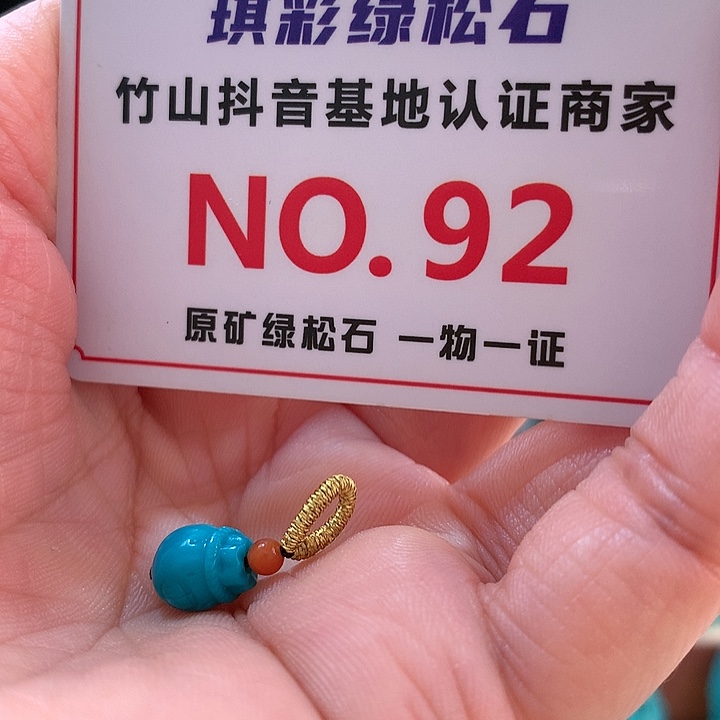 琪彩绿松石
竹山抖音基地认证商家
NO.92
原矿绿松石 一物一证